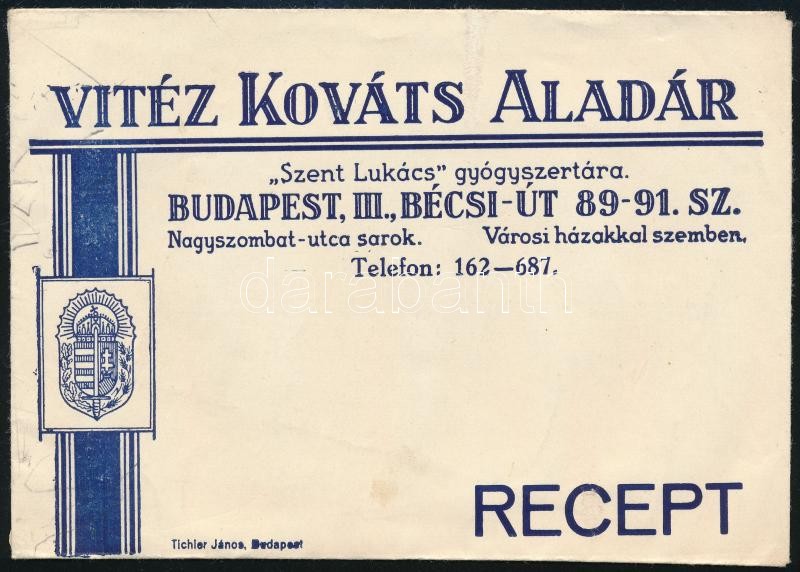 VITÉZ KOVÁTS ALADÁR
„Szent Lukács” gyógyszertára.
BUDAPEST, III., BÉCSI-ÚT 89-91. SZ.
Nagyszombat-utca sarok. Városi házakkal szemben.
Telefon: 162—687.
darabanth
RECEPT
Tichler János, Budapest